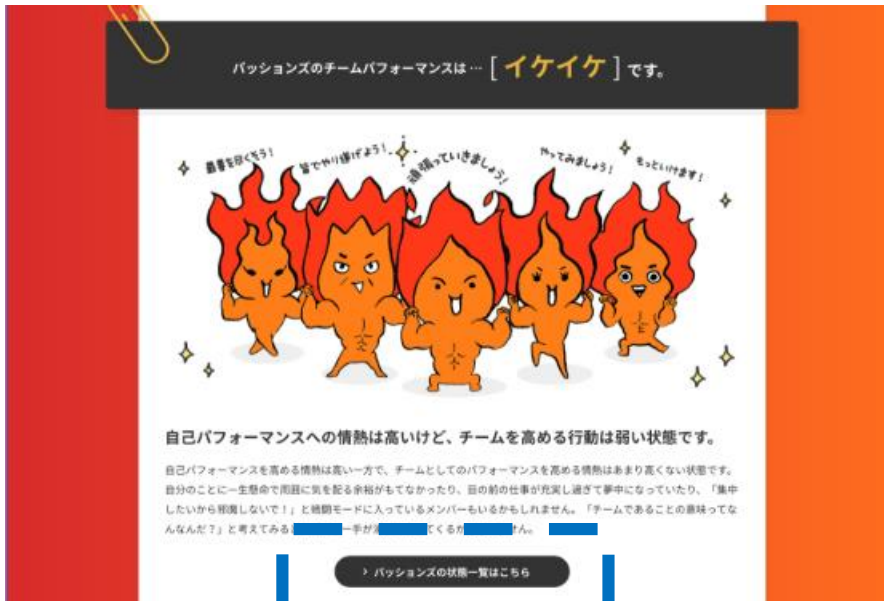 パッションズのチームパフォーマンスは…［イケイケ］です。
最善を尽くそう！
皆でやり遂げよう！
頑張っていきましょう！
やってみましょう！
もっといけます！
自己パフォーマンスへの情熱は高いけど、チームを高める行動は弱い状態です。
自己パフォーマンスを高める情熱は高い一方で、チームとしてのパフォーマンスを高める情熱はあまり高くない状態です。
自分のことに一生懸命で周囲に気を配る余裕がもてなかったり、目の前の仕事が充実し過ぎて夢中になっていたり、「集中
したいから邪魔しないで！」と戦闘モードに入っているメンバーもいるかもしれません。「チームであることの意味ってな
んなんだ？」と考えてみる 一手が てくるか せん。
› パッションズの状態一覧はこちら